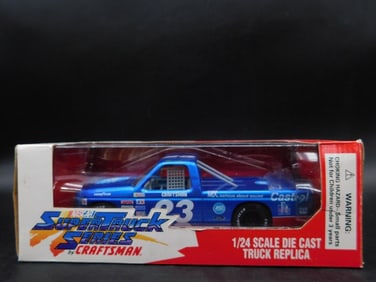 NASCAR
SuperTruck
Series
by CRAFTSMAN
1/24 SCALE DIE CAST
TRUCK REPLICA
WARNING:
CHOKING HAZARD-Small parts
Not for Children under 3 years
23
Castrol
CRAFTSMAN
GOODYEAR